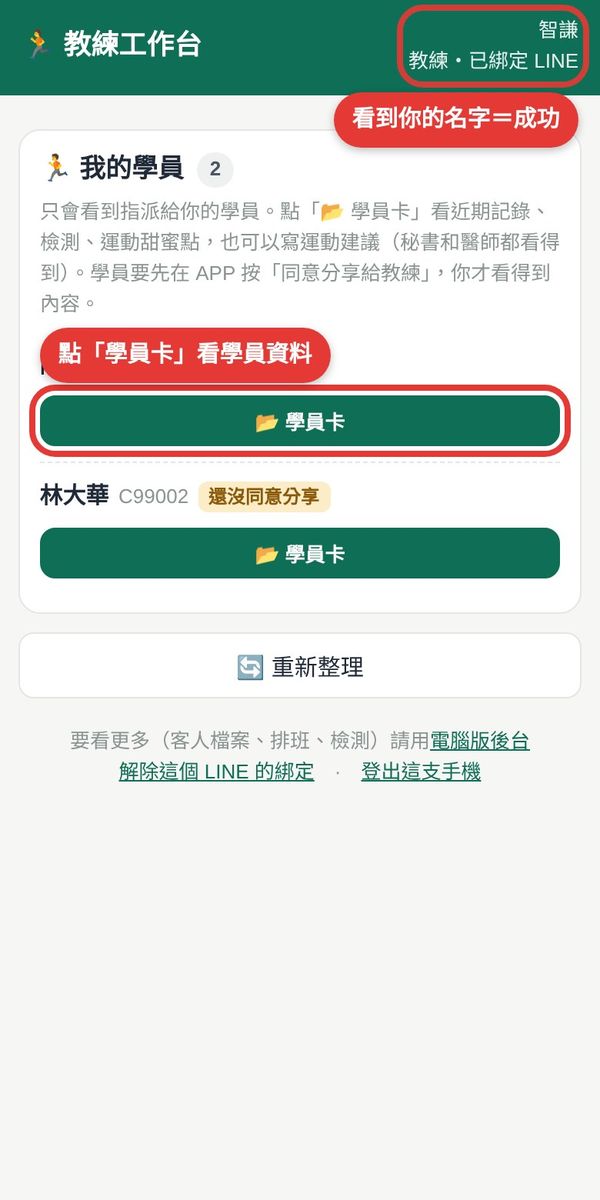 🏃 教練工作台
智謙
教練・已綁定 LINE
看到你的名字＝成功
🏃 我的學員 2
只會看到指派給你的學員。點「📂 學員卡」看近期記錄、
檢測、運動甜蜜點，也可以寫運動建議（秘書和醫師都看得
到）。學員要先在 APP 按「同意分享給教練」，你才看得到
內容。
點「學員卡」看學員資料
📂 學員卡
林大華 C99002 還沒同意分享
📂 學員卡
🔄 重新整理
要看更多（客人檔案、排班、檢測）請用電腦版後台
解除這個 LINE 的綁定 · 登出這支手機